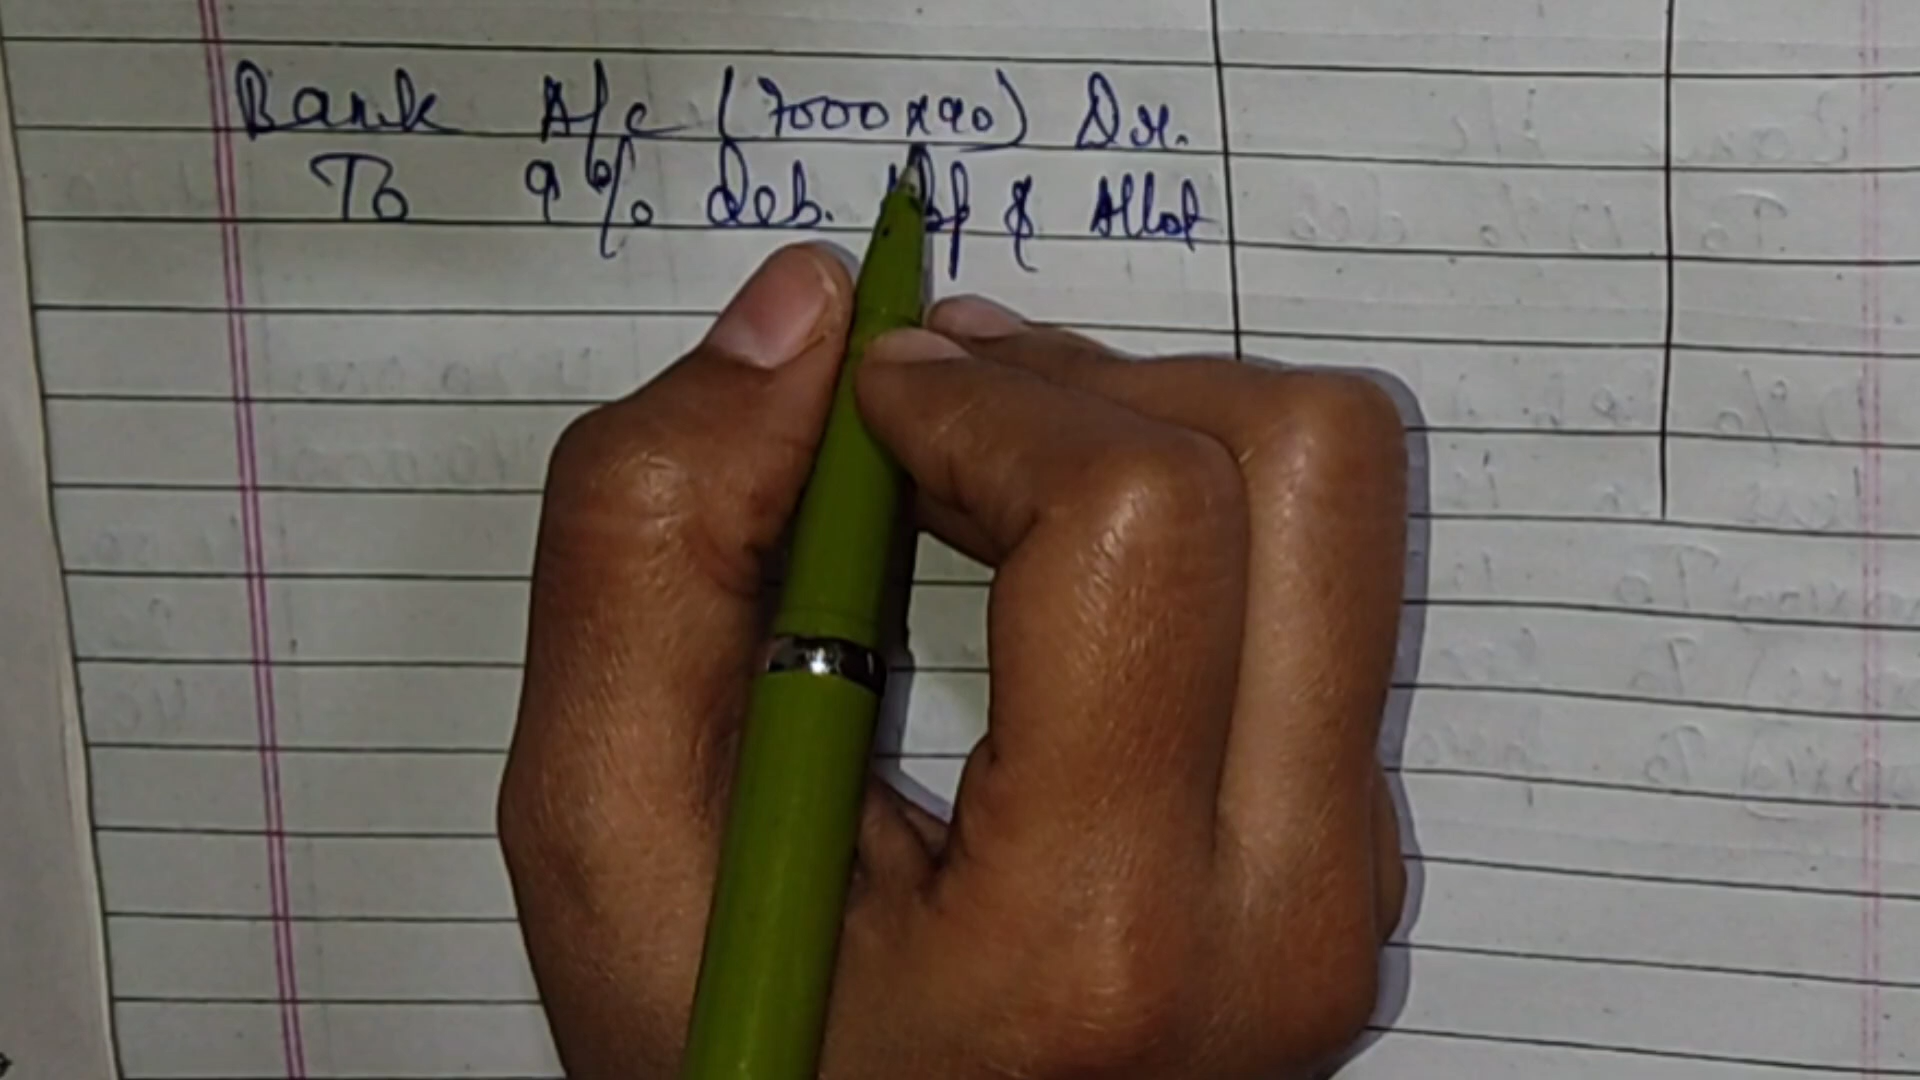 Bank A/c (7000x90) Dr.
To 9% deb. & Allot